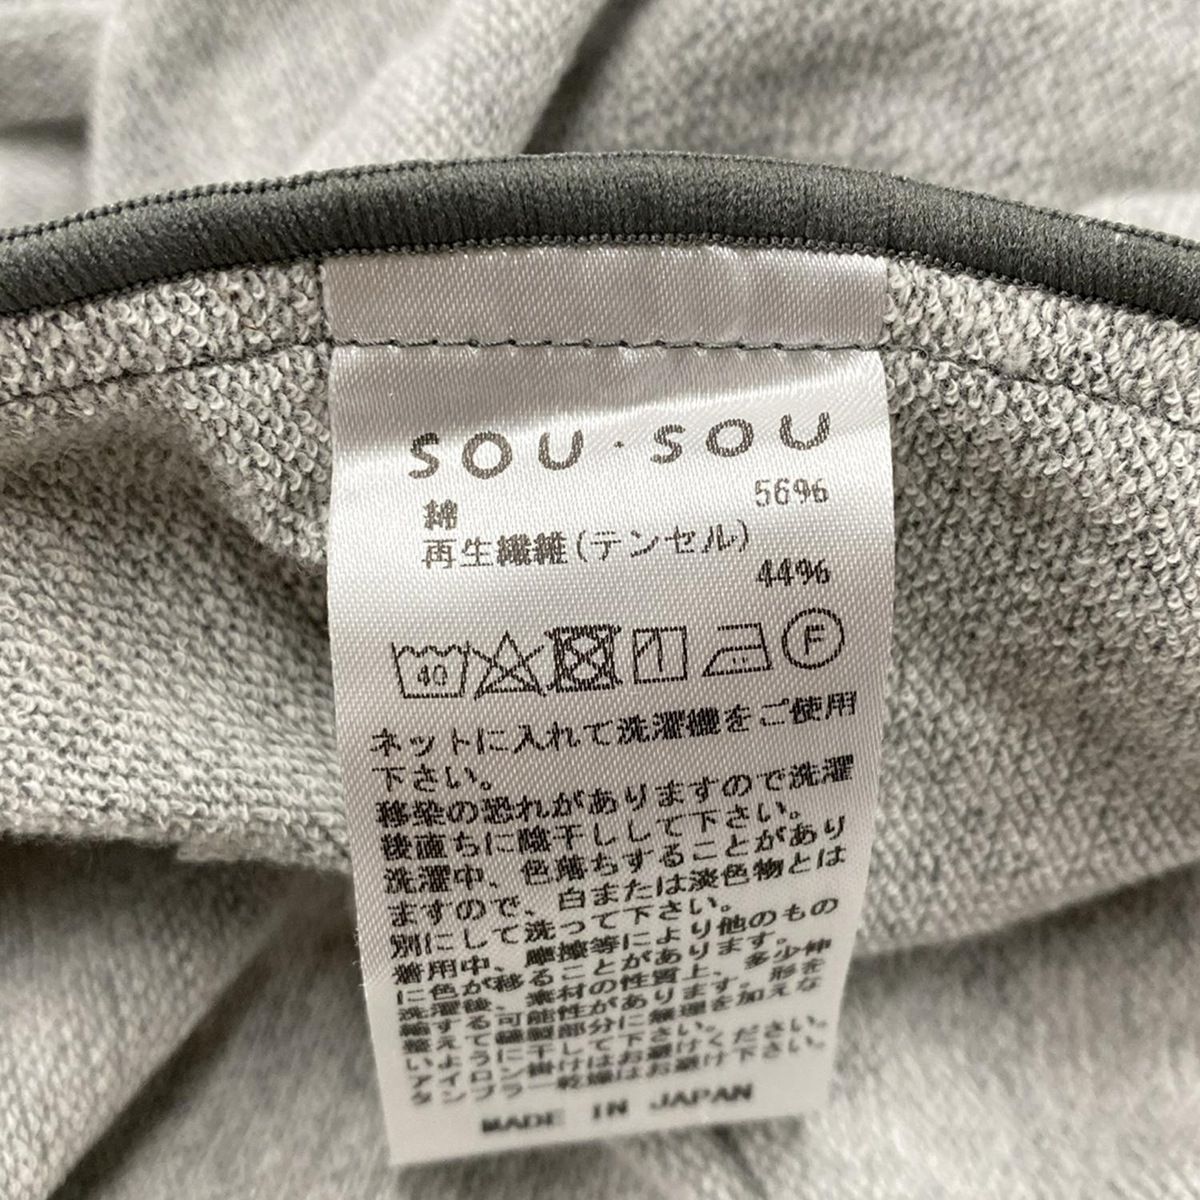 SOU・SOU
綿 56%
再生繊維(テンセル)
44%
40 F
ネットに入れて洗濯機をご使用
下さい。
移染の恐れがありますので洗濯
後直ちに陰干しして下さい。
洗濯中、色落ちすることがあり
ますので、白または淡色物とは
別にして洗って下さい。
着用中、摩擦等により他のもの
に色が移ることがあります。
洗濯後、素材の性質上、多少伸
縮する可能性があります。形を
整えて縫製部分に無理を加えな
いように干して下さい。
アイロン掛けはお避けください。
タンブラー乾燥はお避け下さい。
MADE IN JAPAN